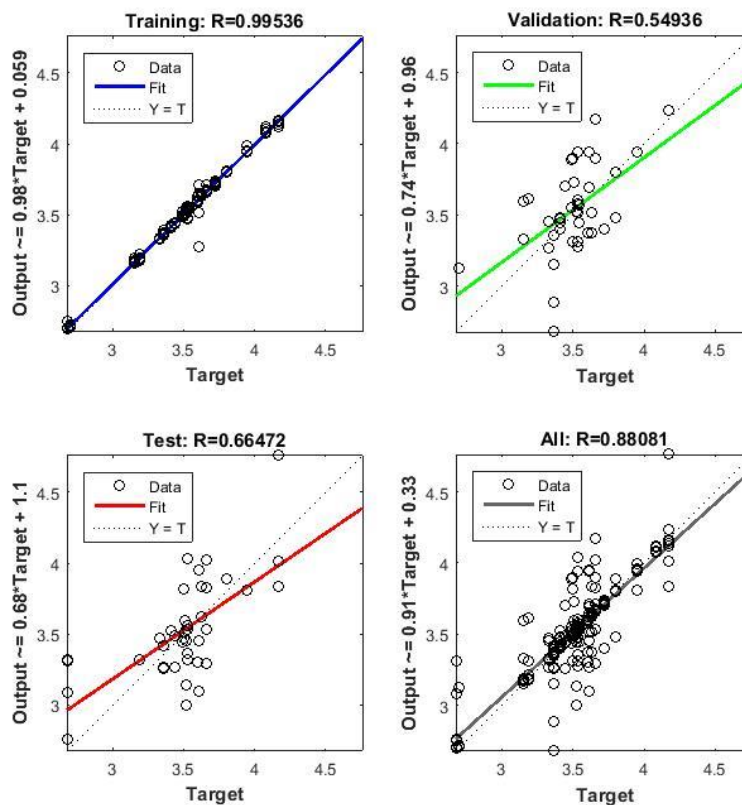 Training: R=0.99536
Output ~= 0.98*Target + 0.059
4.5
4
3.5
3
Data
Fit
Y = T
3
3.5
4
4.5
Target
Validation: R=0.54936
Output ~= 0.74*Target + 0.96
4.5
4
3.5
3
Data
Fit
Y = T
3
3.5
4
4.5
Target
Test: R=0.66472
Output ~= 0.68*Target + 1.1
4.5
4
3.5
3
Data
Fit
Y = T
3
3.5
4
4.5
Target
All: R=0.88081
Output ~= 0.91*Target + 0.33
4.5
4
3.5
3
Data
Fit
Y = T
3
3.5
4
4.5
Target